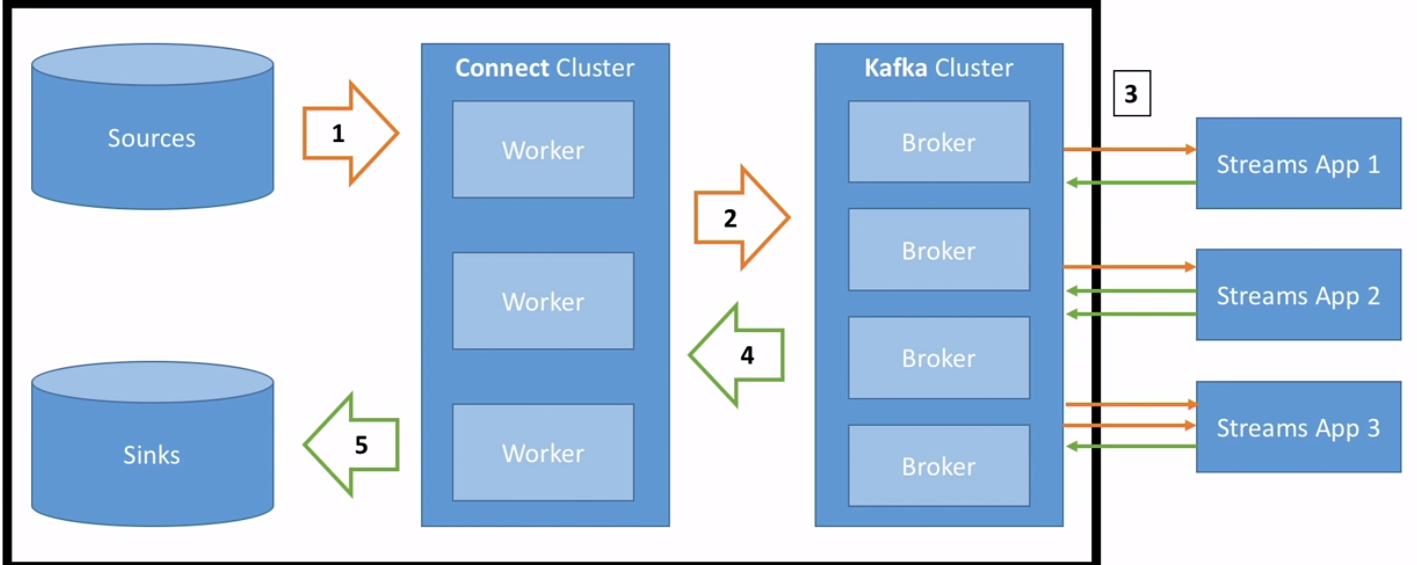 Sources
1
Connect Cluster
Worker
Worker
Worker
2
4
Kafka Cluster
Broker
Broker
Broker
Broker
3
Streams App 1
Streams App 2
Streams App 3
Sinks
5